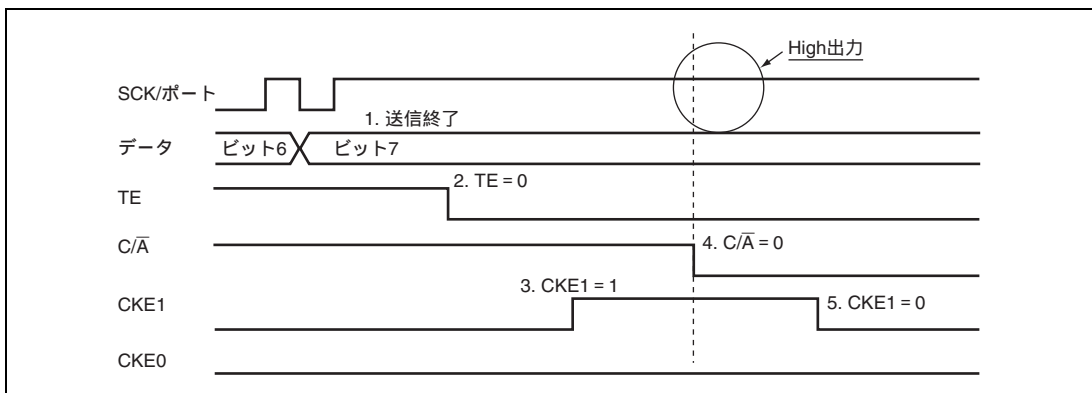 High出力
SCK/ポート
1. 送信終了
データ
ビット6
ビット7
2. TE = 0
TE
C/A̅
4. C/A̅ = 0
3. CKE1 = 1
CKE1
5. CKE1 = 0
CKE0